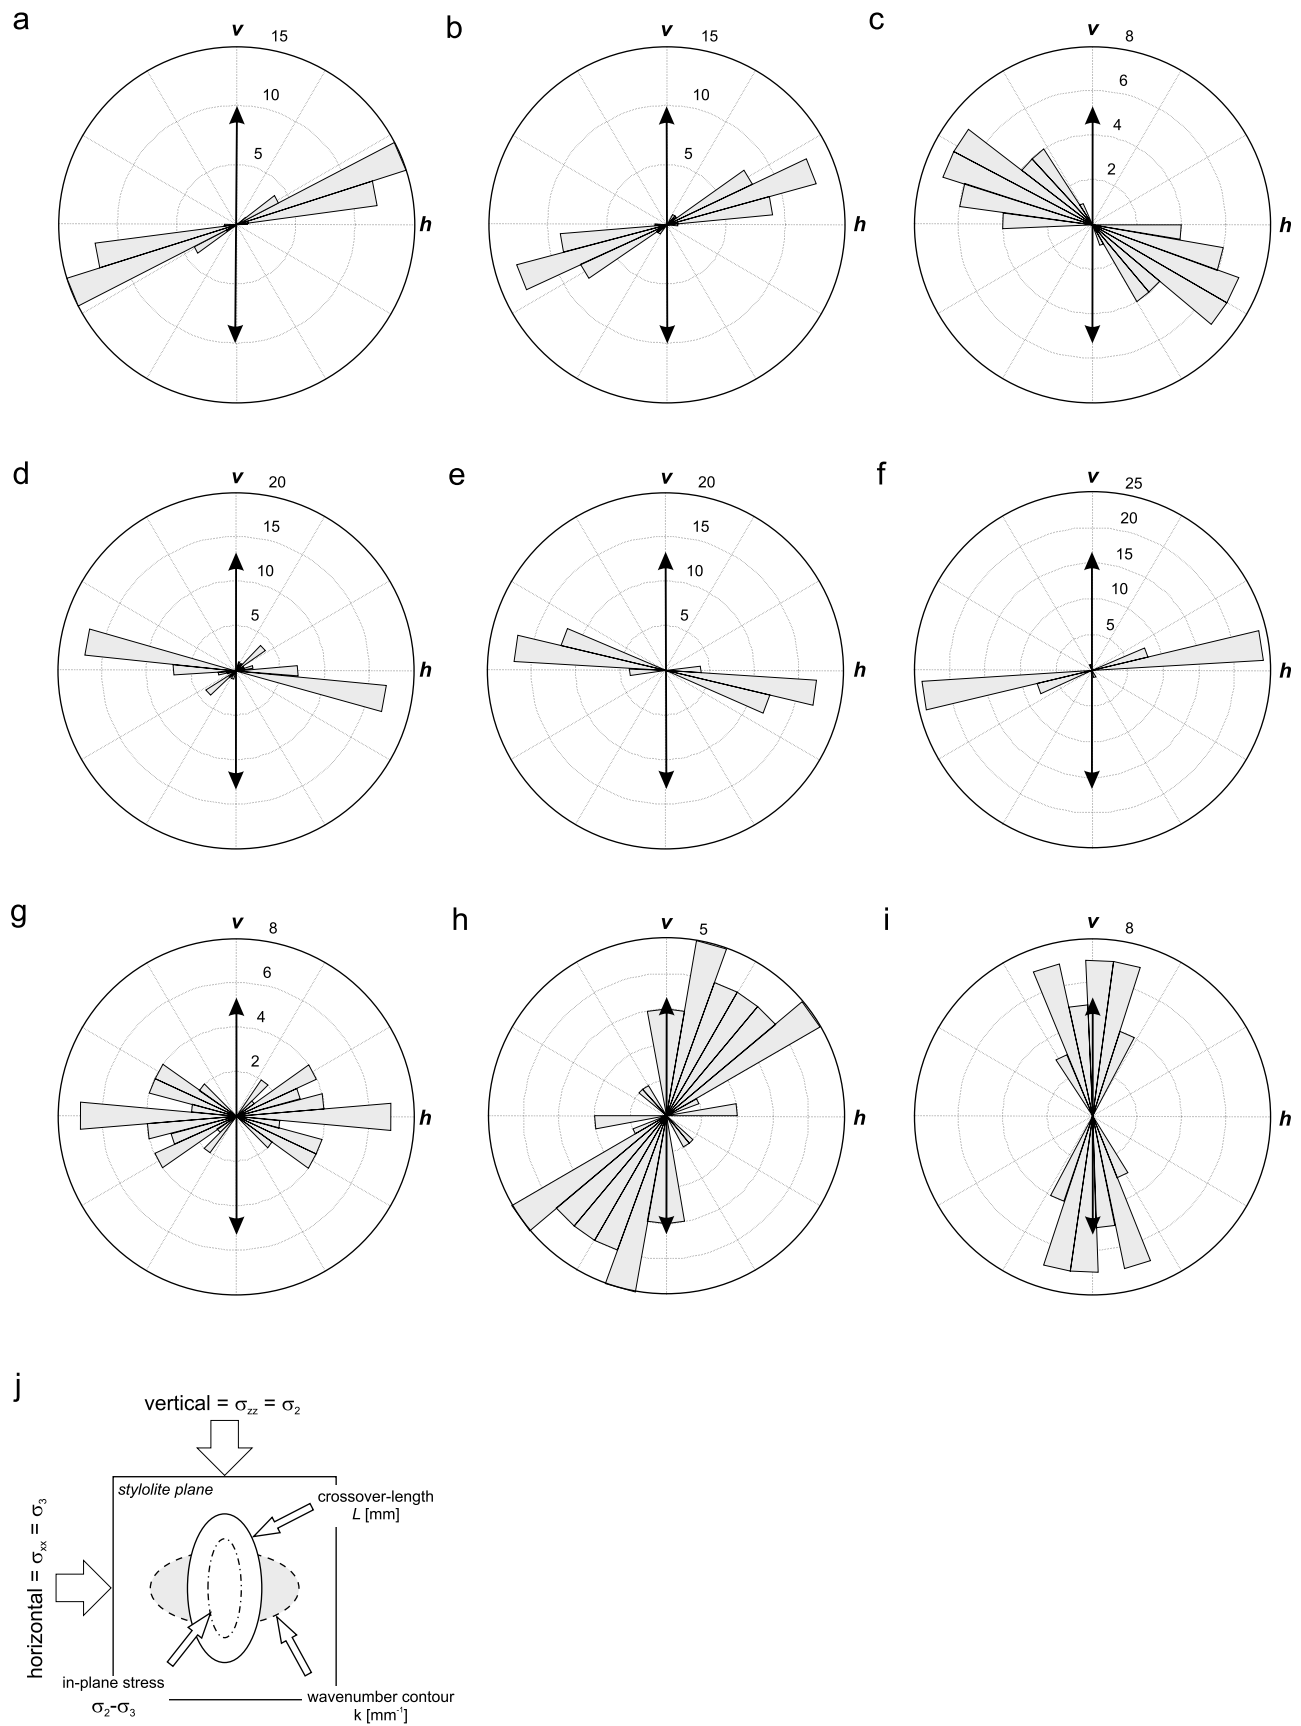 a
v 15
10
5
h
b
v 15
10
5
h
c
v 8
6
4
2
h
d
v 20
15
10
5
h
e
v 20
15
10
5
h
f
v 25
20
15
10
5
h
g
v 8
6
4
2
h
h
v 5
h
i
v 8
h
j
vertical = σzz = σ2
stylolite plane
crossover-length
L [mm]
horizontal = σxx = σ3
in-plane stress
σ2-σ3
wavenumber contour
k [mm-1]